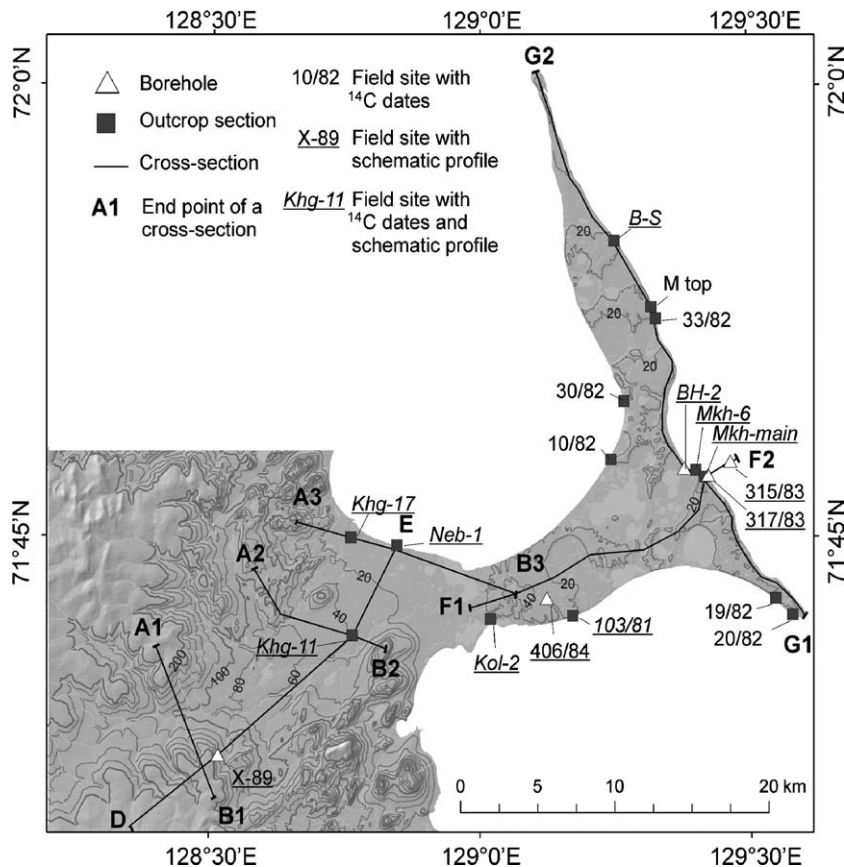 128°30'E
129°0'E
129°30'E
72°0'N
72°0'N
Borehole
Outcrop section
Cross-section
A1 End point of a
cross-section
10/82 Field site with
14C dates
X-89 Field site with
schematic profile
Khg-11 Field site with
14C dates and
schematic profile
G2
B-S
20
M top
33/82
20
20
30/82
BH-2
Mkh-6
Mkh-main
10/82
F2
315/83
317/83
20
A3
Khg-17
E
Neb-1
71°45'N
71°45'N
A2
20
B3
20
40
F1
A1
40
Khg-11
B2
Kol-2
406/84
103/81
19/82
20/82
G1
200
100
80
60
X-89
B1
D
0
5
10
20 km
128°30'E
129°0'E
129°30'E